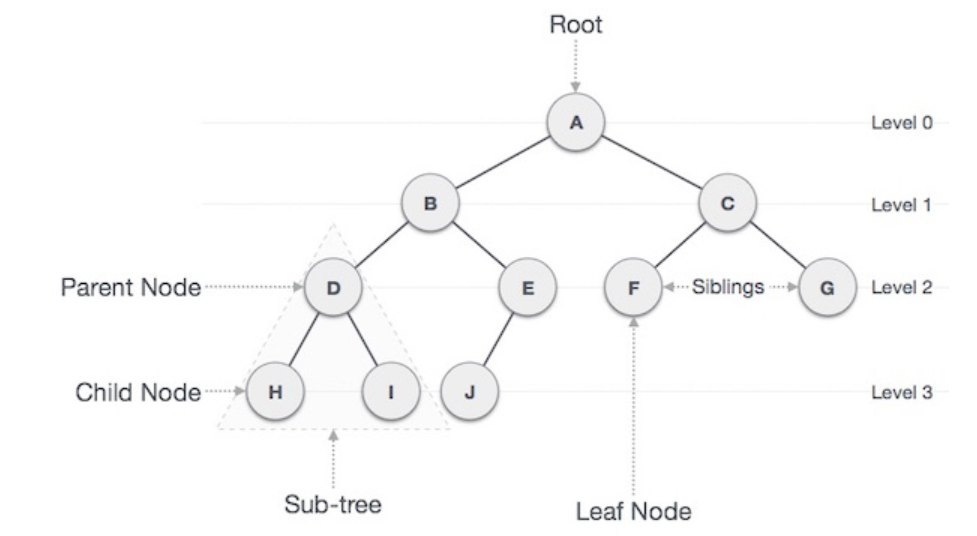 Root
A
Level 0
B
C
Level 1
Parent Node
D
E
F
Siblings
G
Level 2
Child Node
H
I
J
Level 3
Sub-tree
Leaf Node